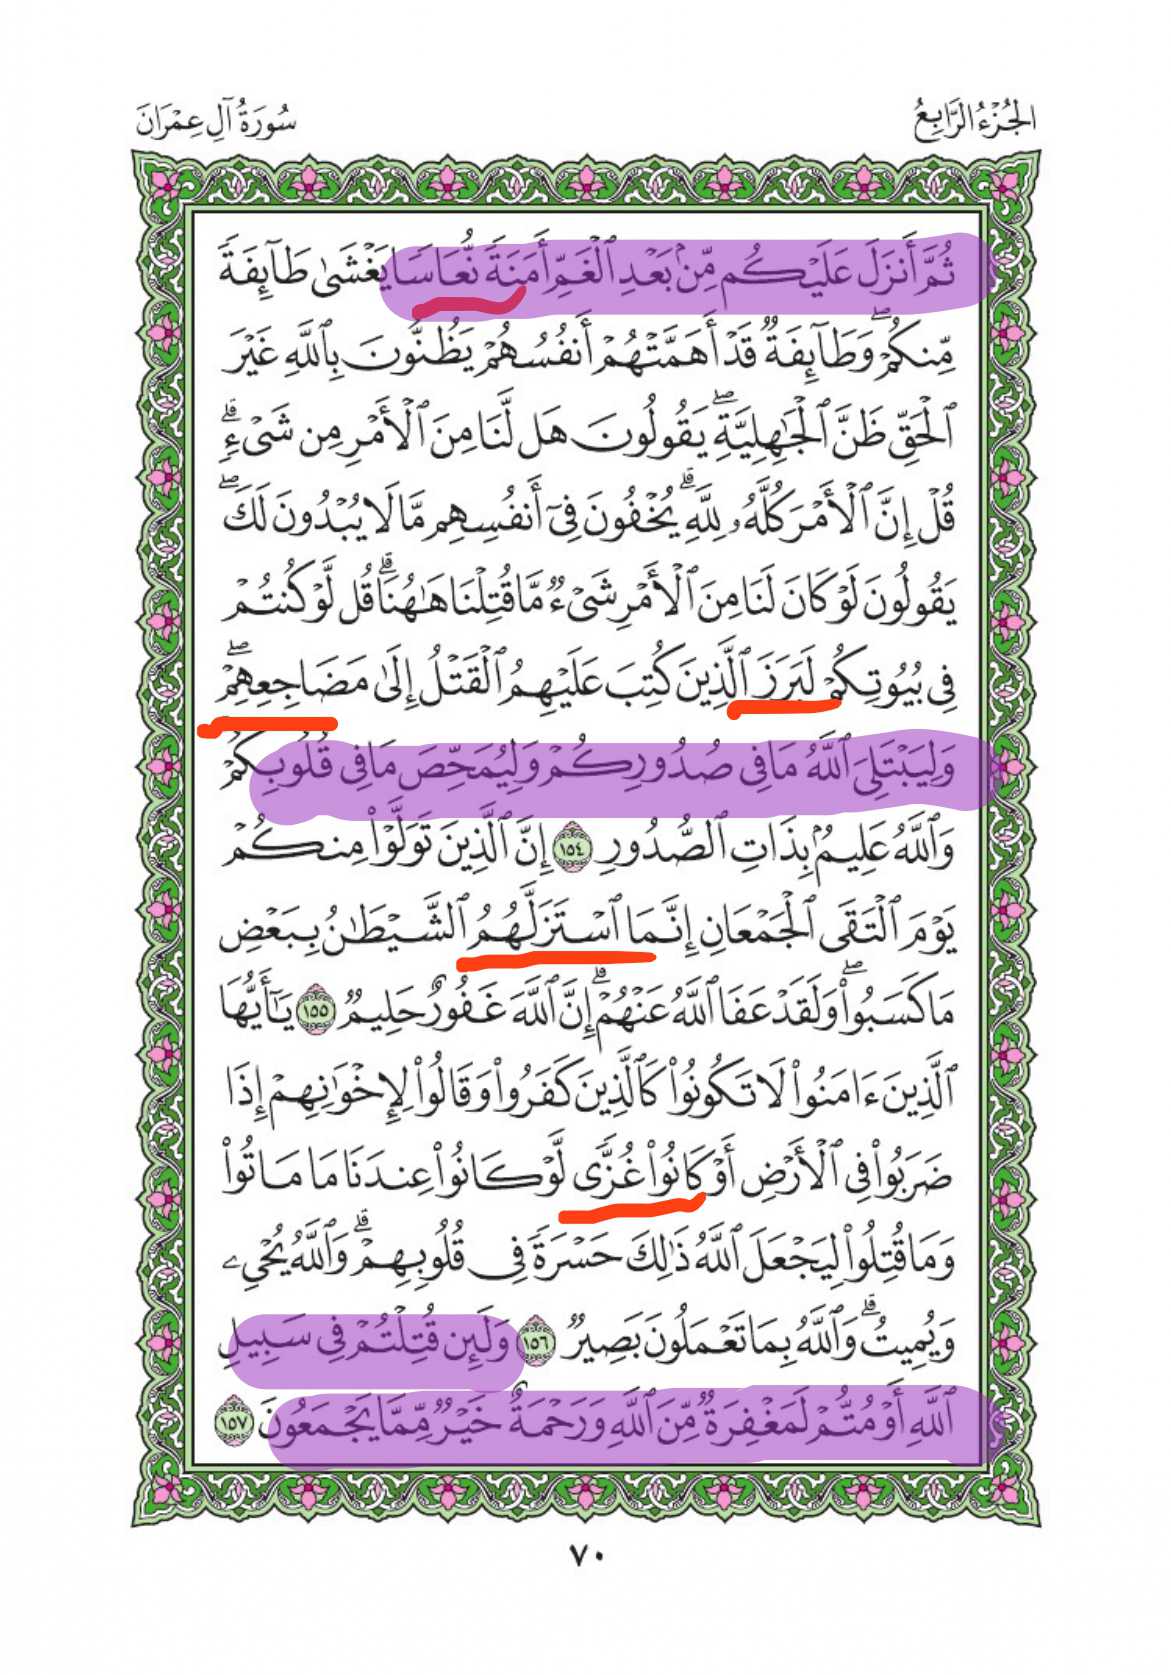 الجُزْءُ الرَّابِعُ
سُورَةُ آلِ عِمْرَانَ
ثُمَّ أَنزَلَ عَلَيْكُم مِّنۢ بَعْدِ ٱلْغَمِّ أَمَنَةً نُّعَاسًا يَغْشَىٰ طَآئِفَةً
مِّنكُمْ ۖ وَطَآئِفَةٌ قَدْ أَهَمَّتْهُمْ أَنفُسُهُمْ يَظُنُّونَ بِٱللَّهِ غَيْرَ
ٱلْحَقِّ ظَنَّ ٱلْجَٰهِلِيَّةِ ۖ يَقُولُونَ هَل لَّنَا مِنَ ٱلْأَمْرِ مِن شَىْءٍ ۗ
قُلْ إِنَّ ٱلْأَمْرَ كُلَّهُۥ لِلَّهِ ۗ يُخْفُونَ فِىٓ أَنفُسِهِم مَّا لَا يُبْدُونَ لَكَ ۖ
يَقُولُونَ لَوْ كَانَ لَنَا مِنَ ٱلْأَمْرِ شَىْءٌ مَّا قُتِلْنَا هَٰهُنَا ۗ قُل لَّوْ كُنتُمْ
فِى بُيُوتِكُمْ لَبَرَزَ ٱلَّذِينَ كُتِبَ عَلَيْهِمُ ٱلْقَتْلُ إِلَىٰ مَضَاجِعِهِمْ ۖ
وَلِيَبْتَلِىَ ٱللَّهُ مَا فِى صُدُورِكُمْ وَلِيُمَحِّصَ مَا فِى قُلُوبِكُمْ
وَٱللَّهُ عَلِيمٌۢ بِذَاتِ ٱلصُّدُورِ ١٥٤ إِنَّ ٱلَّذِينَ تَوَلَّوْا۟ مِنكُمْ
يَوْمَ ٱلْتَقَى ٱلْجَمْعَانِ إِنَّمَا ٱسْتَزَلَّهُمُ ٱلشَّيْطَٰنُ بِبَعْضِ
مَا كَسَبُوا۟ ۖ وَلَقَدْ عَفَا ٱللَّهُ عَنْهُمْ ۗ إِنَّ ٱللَّهَ غَفُورٌ حَلِيمٌ ١٥٥ يَٰٓأَيُّهَا
ٱلَّذِينَ ءَامَنُوا۟ لَا تَكُونُوا۟ كَٱلَّذِينَ كَفَرُوا۟ وَقَالُوا۟ لِإِخْوَٰنِهِمْ إِذَا
ضَرَبُوا۟ فِى ٱلْأَرْضِ أَوْ كَانُوا۟ غُزًّى لَّوْ كَانُوا۟ عِندَنَا مَا مَاتُوا۟
وَمَا قُتِلُوا۟ لِيَجْعَلَ ٱللَّهُ ذَٰلِكَ حَسْرَةً فِى قُلُوبِهِمْ ۗ وَٱللَّهُ يُحْىِۦ
وَيُمِيتُ ۗ وَٱللَّهُ بِمَا تَعْمَلُونَ بَصِيرٌ ١٥٦ وَلَئِن قُتِلْتُمْ فِى سَبِيلِ
ٱللَّهِ أَوْ مُتُّمْ لَمَغْفِرَةٌ مِّنَ ٱللَّهِ وَرَحْمَةٌ خَيْرٌ مِّمَّا يَجْمَعُونَ ١٥٧
٧٠